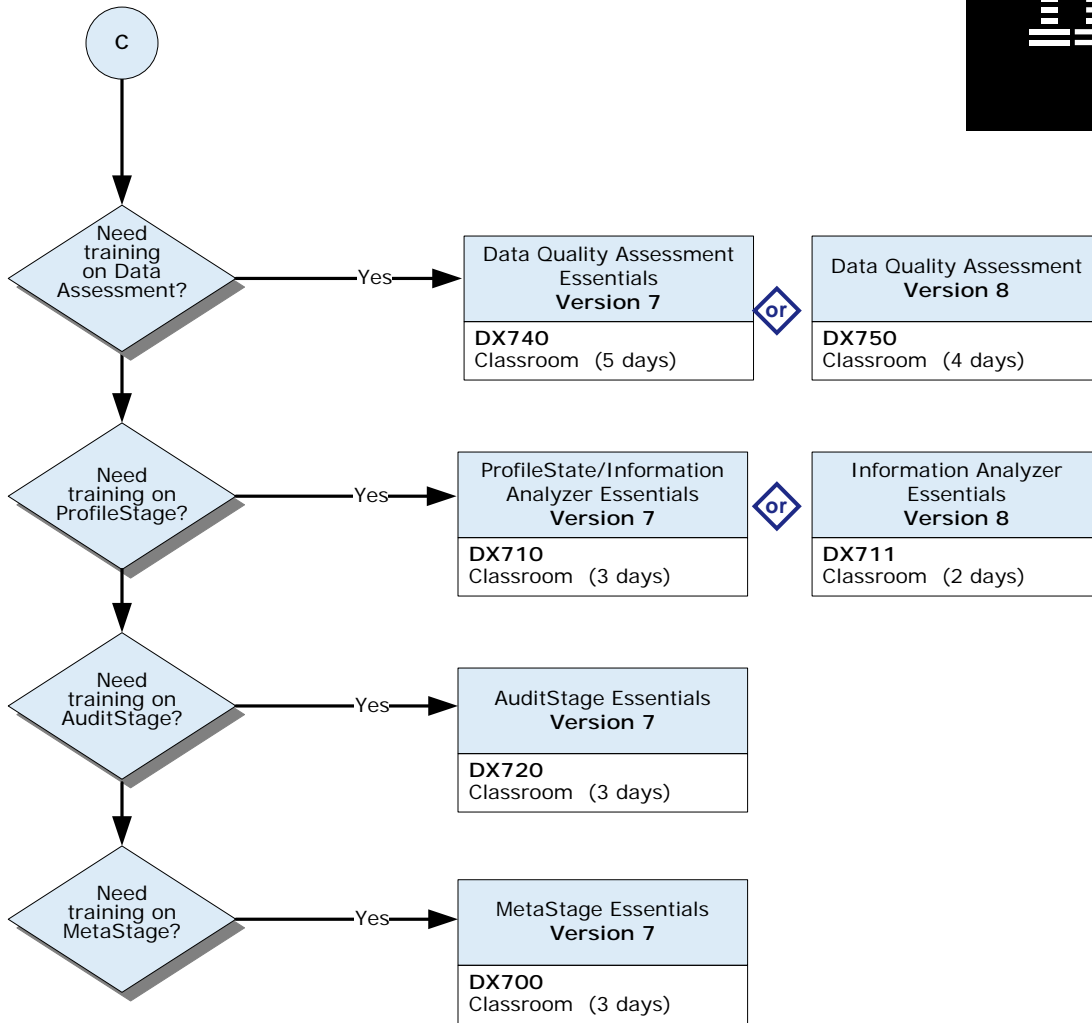 C
Need
training
on Data
Assessment?
Yes
Data Quality Assessment
Essentials
Version 7
DX740
Classroom (5 days)
or
Data Quality Assessment
Version 8
DX750
Classroom (4 days)
Need
training on
ProfileStage?
Yes
ProfileState/Information
Analyzer Essentials
Version 7
DX710
Classroom (3 days)
or
Information Analyzer
Essentials
Version 8
DX711
Classroom (2 days)
Need
training on
AuditStage?
Yes
AuditStage Essentials
Version 7
DX720
Classroom (3 days)
Need
training on
MetaStage?
Yes
MetaStage Essentials
Version 7
DX700
Classroom (3 days)